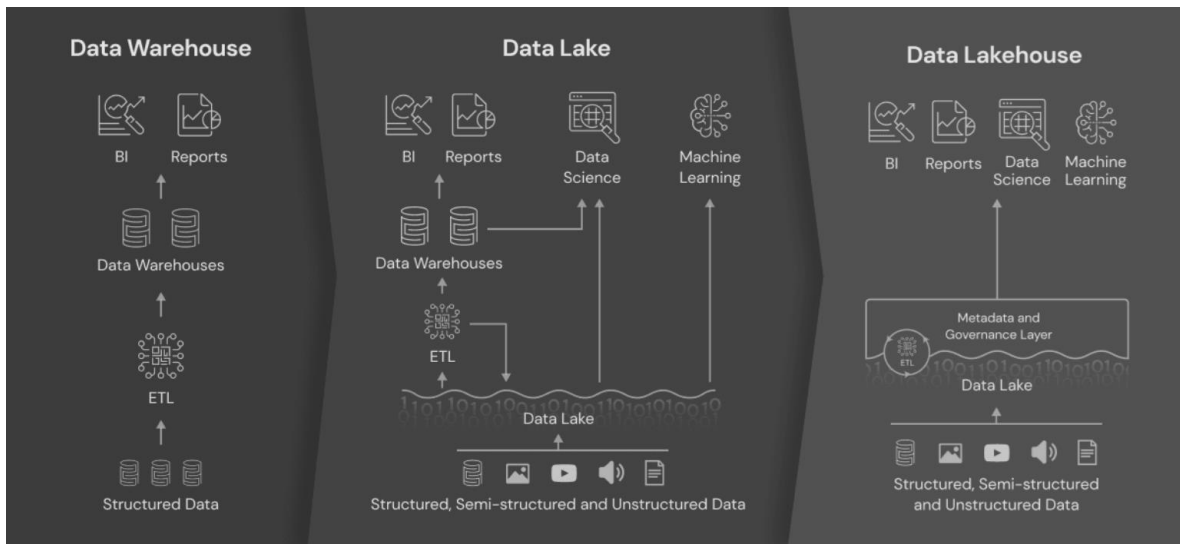 Data Warehouse
BI
Reports
Data Warehouses
ETL
Structured Data
Data Lake
BI
Reports
Data
Science
Machine
Learning
Data Warehouses
ETL
Data Lake
Structured, Semi-structured and Unstructured Data
Data Lakehouse
BI
Reports
Data
Science
Machine
Learning
Metadata and
Governance Layer
ETL
Data Lake
Structured, Semi-structured
and Unstructured Data